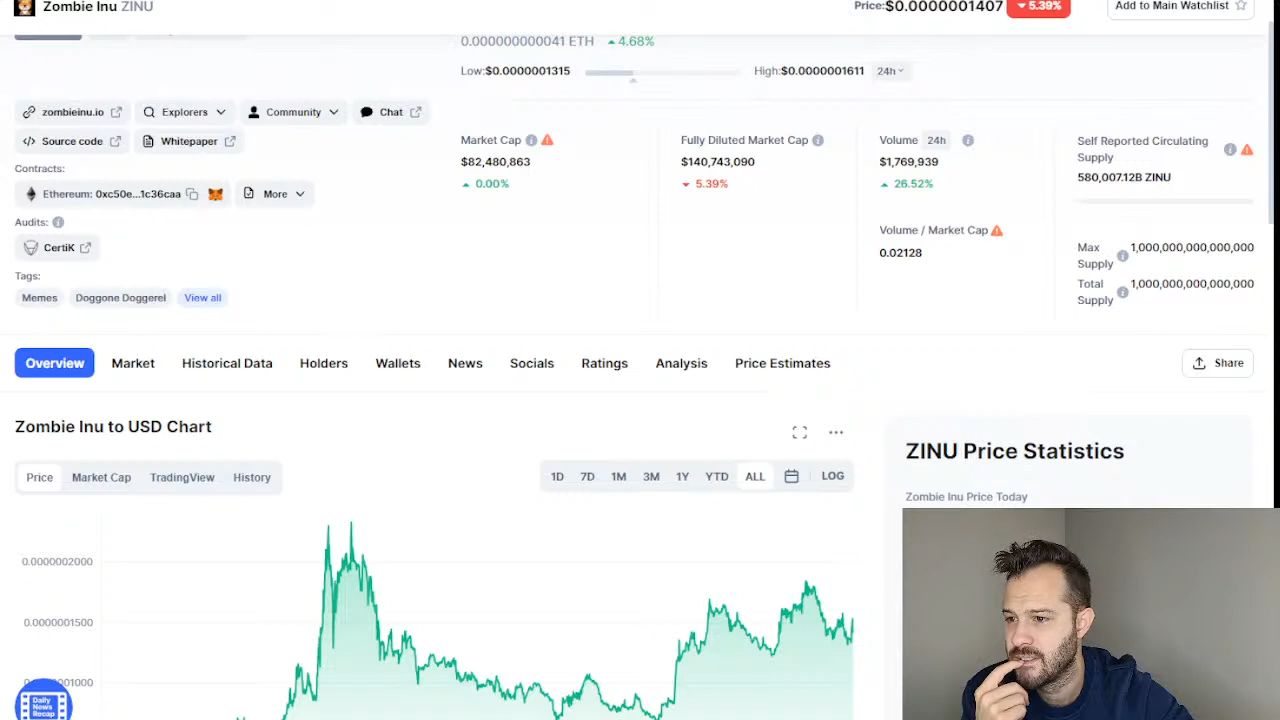 Zombie Inu ZINU
Price:$0.0000001407 5.39%
Add to Main Watchlist
0.000000000041 ETH 4.68%
Low:$0.0000001315 High:$0.0000001611 24h
zombieinu.io Explorers Community Chat
Source code Whitepaper
Contracts:
Ethereum: 0xc50e...1c36caa More
Audits:
CertiK
Tags:
Memes Doggone Doggerel View all
Market Cap
$82,480,863
0.00%
Fully Diluted Market Cap
$140,743,090
5.39%
Volume 24h
$1,769,939
26.52%
Volume / Market Cap
0.02128
Self Reported Circulating
Supply
580,007.12B ZINU
Max
Supply
1,000,000,000,000,000
Total
Supply
1,000,000,000,000,000
Overview Market Historical Data Holders Wallets News Socials Ratings Analysis Price Estimates
Share
Zombie Inu to USD Chart
Price Market Cap TradingView History
1D 7D 1M 3M 1Y YTD ALL LOG
0.0000002000
0.0000001500
0.0000001000
Daily
News
Recap
ZINU Price Statistics
Zombie Inu Price Today